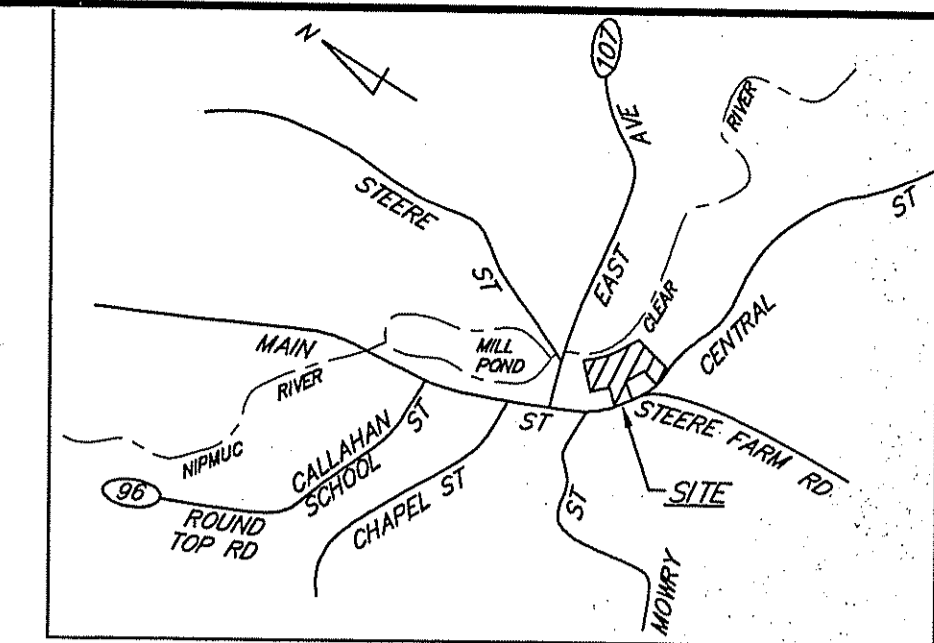 N
107
RIVER
AVE
STEERE
ST
ST
EAST
CLEAR
CENTRAL
MAIN
MILL
POND
RIVER
ST
ST
STEERE FARM RD.
NIPMUC
CALLAHAN
SCHOOL
CHAPEL ST
96
ROUND
TOP RD
SITE
ST
MOWRY